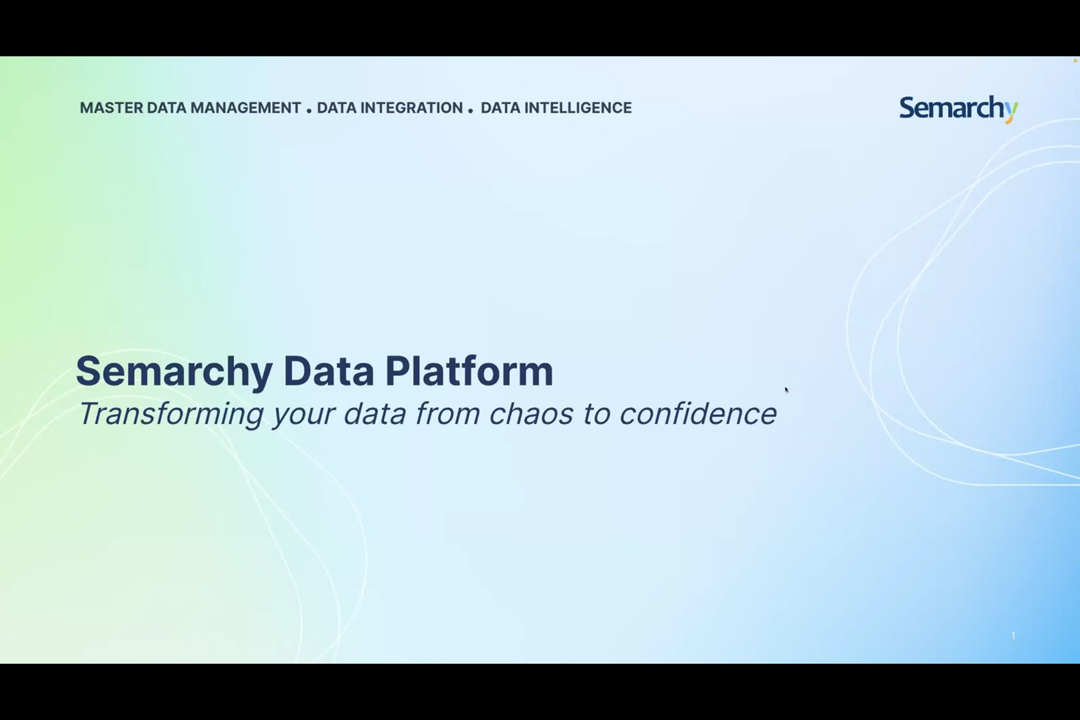 MASTER DATA MANAGEMENT • DATA INTEGRATION • DATA INTELLIGENCE
Semarchy
Semarchy Data Platform
Transforming your data from chaos to confidence
1